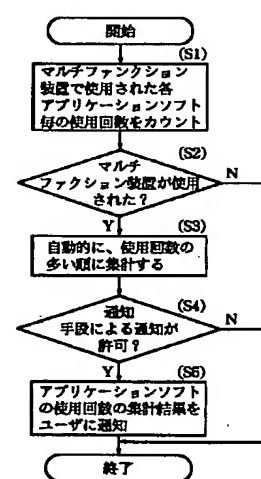 開始
(S1)
マルチファンクション
装置で使用された各
アプリケーションソフト
毎の使用回数をカウント
(S2)
マルチ
ファクション装置が使用
された?
N
Y
(S3)
自動的に、使用回数の
多い順に集計する
(S4)
通知
手段による通知が
許可?
N
Y
(S5)
アプリケーションソフト
の使用回数の集計結果を
ユーザに通知
終了